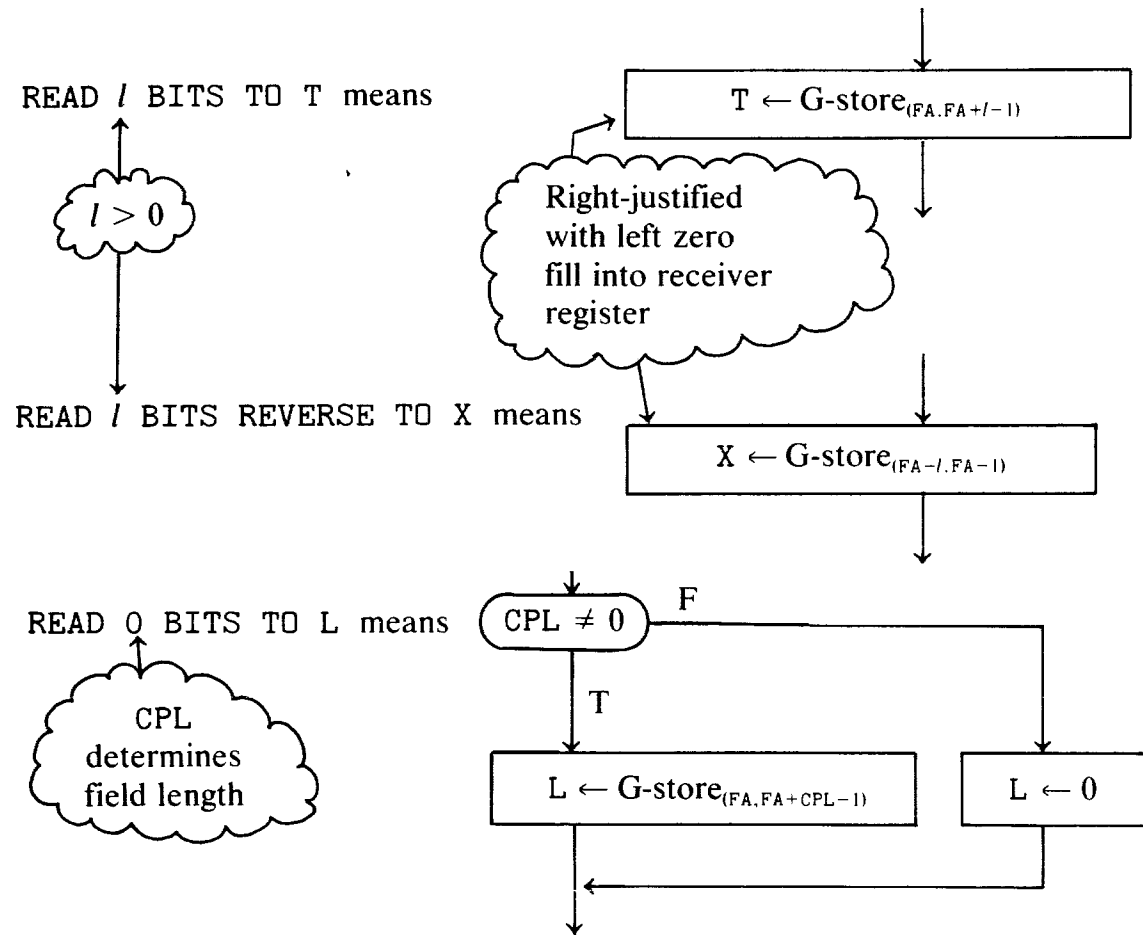 READ l BITS TO T means
T ← G-store(FA,FA+l−1)
l > 0
Right-justified
with left zero
fill into receiver
register
READ l BITS REVERSE TO X means
X ← G-store(FA−l,FA−1)
READ 0 BITS TO L means
CPL ≠ 0
F
T
CPL
determines
field length
L ← G-store(FA,FA+CPL−1)
L ← 0